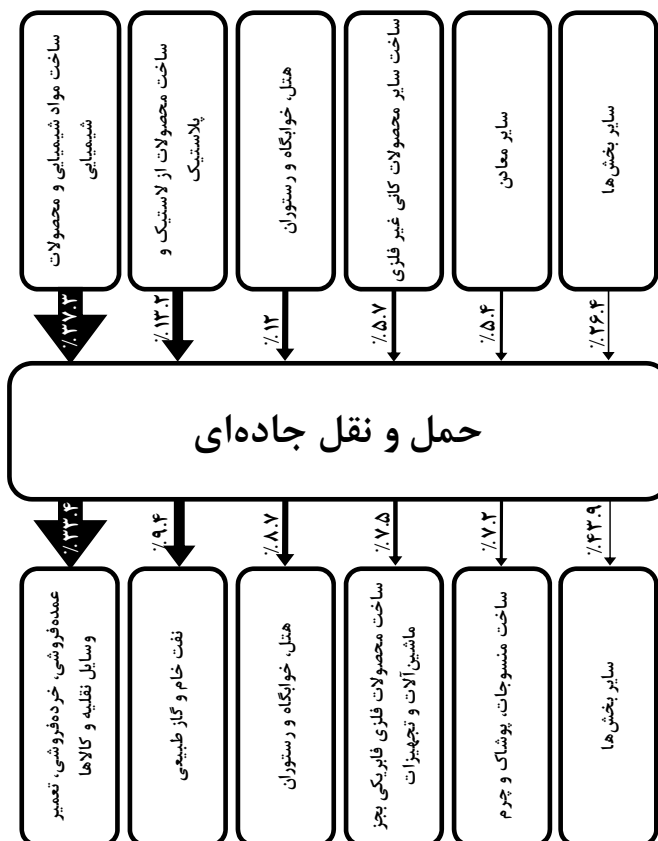 ساخت مواد شیمیایی و محصولات
شیمیایی
ساخت محصولات از لاستیک و
پلاستیک
هتل، خوابگاه و رستوران
ساخت سایر محصولات کانی غیر فلزی
سایر معادن
سایر بخش‌ها
٪۳۷.۳
٪۱۳.۲
٪۱۲
٪۵.۷
٪۵.۴
٪۲۶.۴
حمل و نقل جاده‌ای
٪۳۳.۴
٪۹.۴
٪۸.۷
٪۷.۵
٪۷.۲
٪۴۳.۹
عمده‌فروشی، خرده‌فروشی، تعمیر
وسایل نقلیه و کالاها
نفت خام و گاز طبیعی
هتل، خوابگاه و رستوران
ساخت محصولات فلزی فابریکی بجز
ماشین‌آلات و تجهیزات
ساخت منسوجات، پوشاک و چرم
سایر بخش‌ها